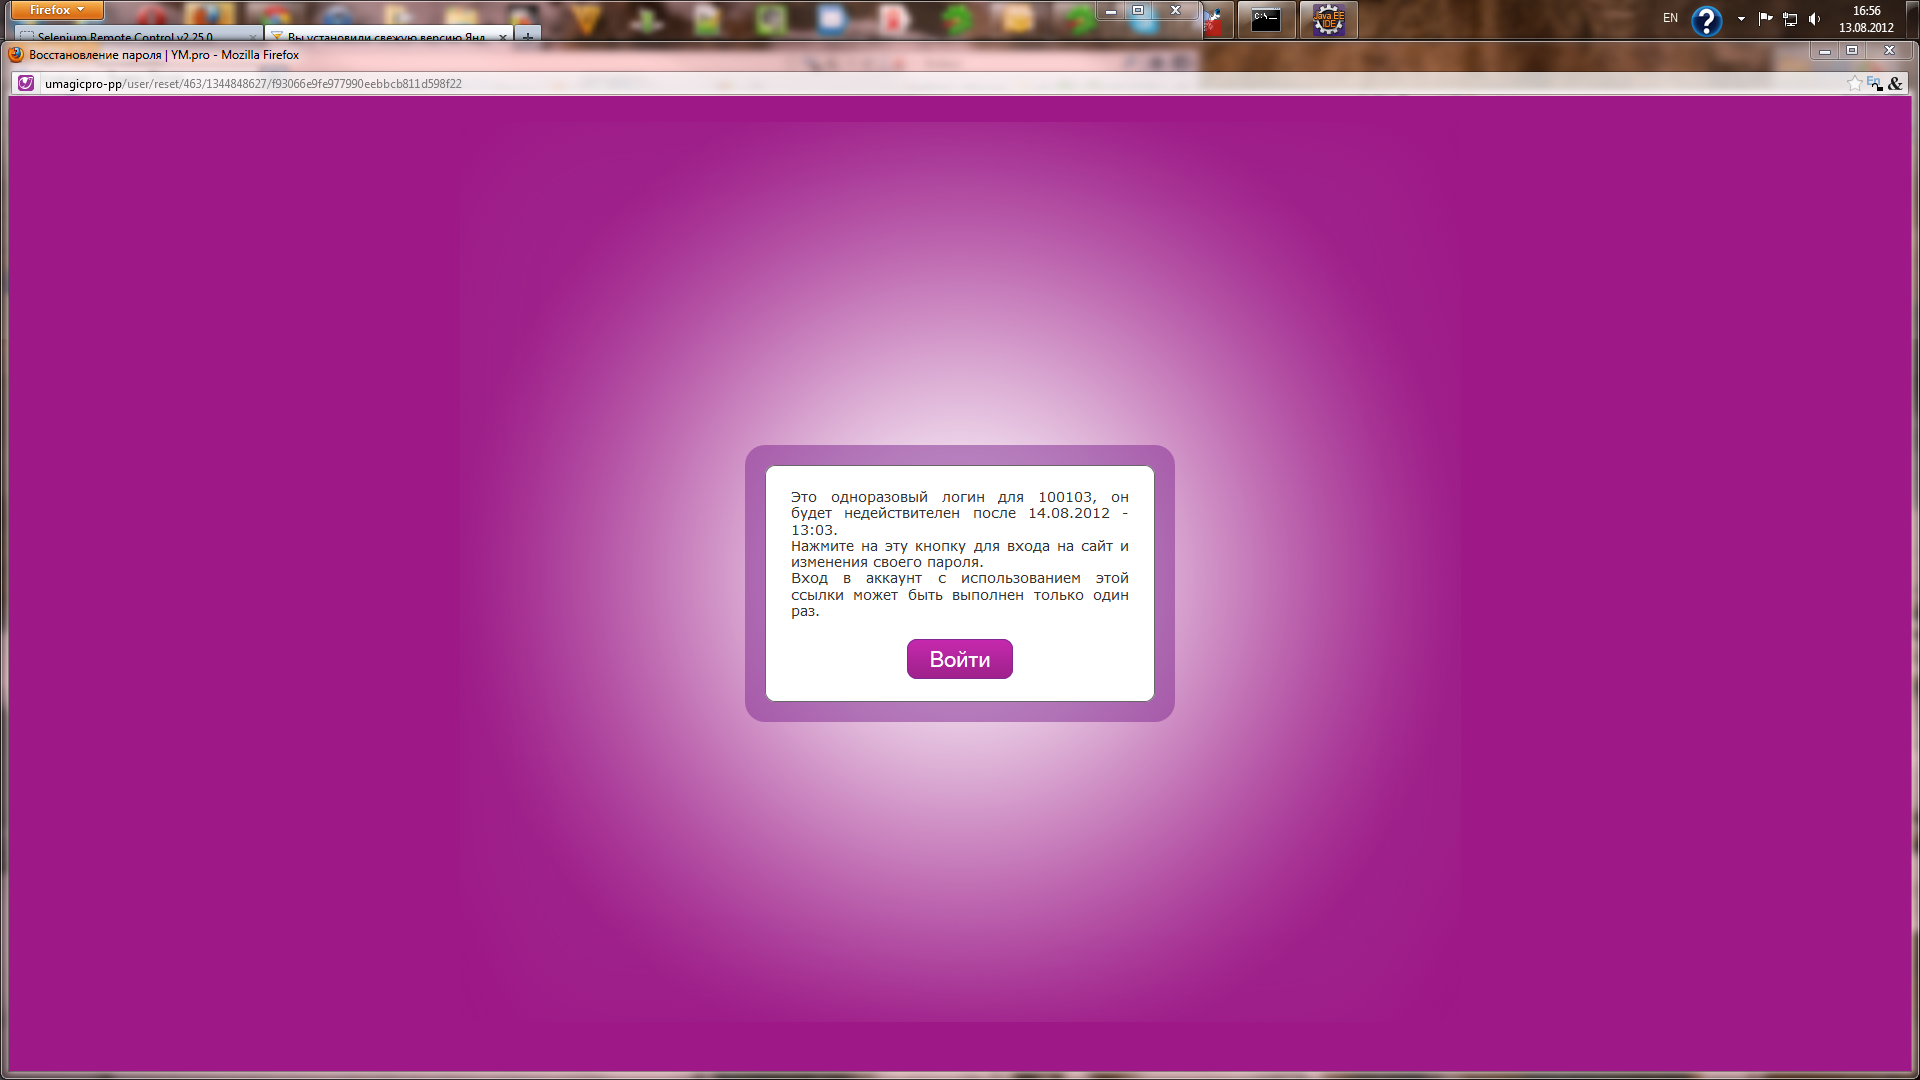 Firefox
EN
16:56
13.08.2012
Selenium Remote Control v2.25.0
Вы установили свежую версию Янд
Восстановление пароля | YM.pro - Mozilla Firefox
umagicpro-pp/user/reset/463/1344848627/f93066e9fe977990eebbcb811d598f22
Это одноразовый логин для 100103, он
будет недействителен после 14.08.2012 -
13:03.
Нажмите на эту кнопку для входа на сайт и
изменения своего пароля.
Вход в аккаунт с использованием этой
ссылки может быть выполнен только один
раз.
Войти